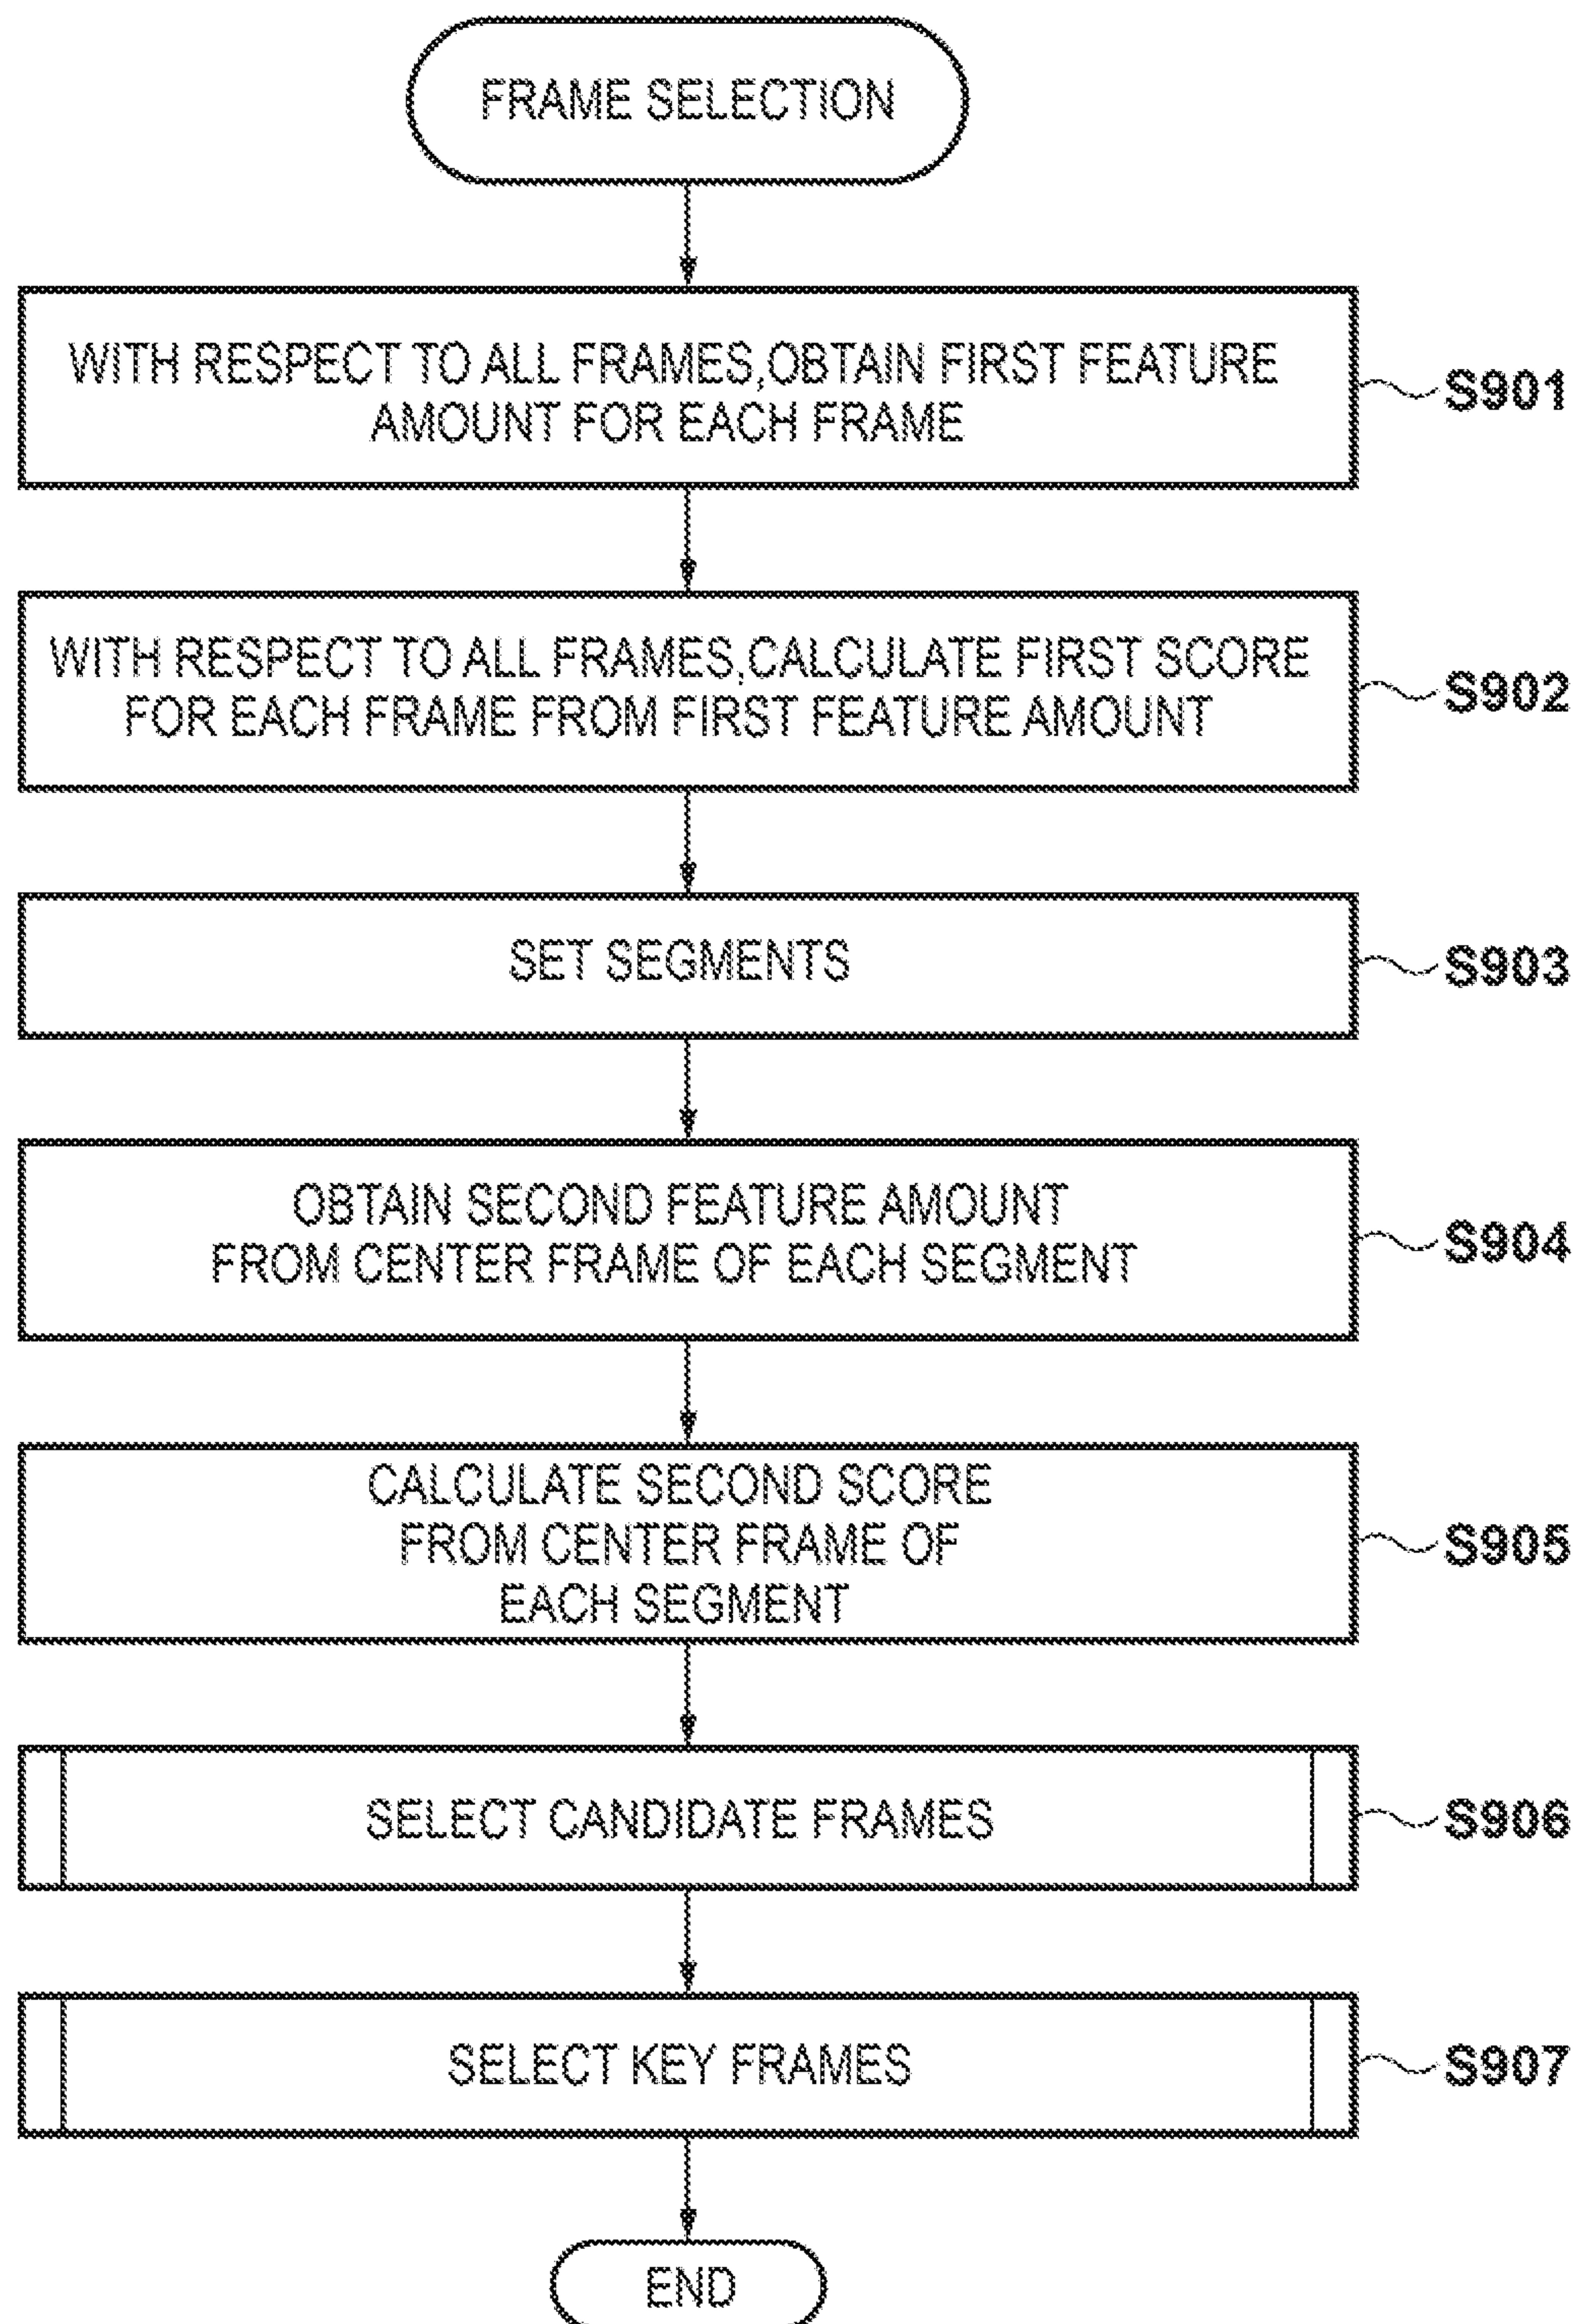 FRAME SELECTION
WITH RESPECT TO ALL FRAMES,OBTAIN FIRST FEATURE
AMOUNT FOR EACH FRAME
S901
WITH RESPECT TO ALL FRAMES,CALCULATE FIRST SCORE
FOR EACH FRAME FROM FIRST FEATURE AMOUNT
S902
SET SEGMENTS
S903
OBTAIN SECOND FEATURE AMOUNT
FROM CENTER FRAME OF EACH SEGMENT
S904
CALCULATE SECOND SCORE
FROM CENTER FRAME OF
EACH SEGMENT
S905
SELECT CANDIDATE FRAMES
S906
SELECT KEY FRAMES
S907
END